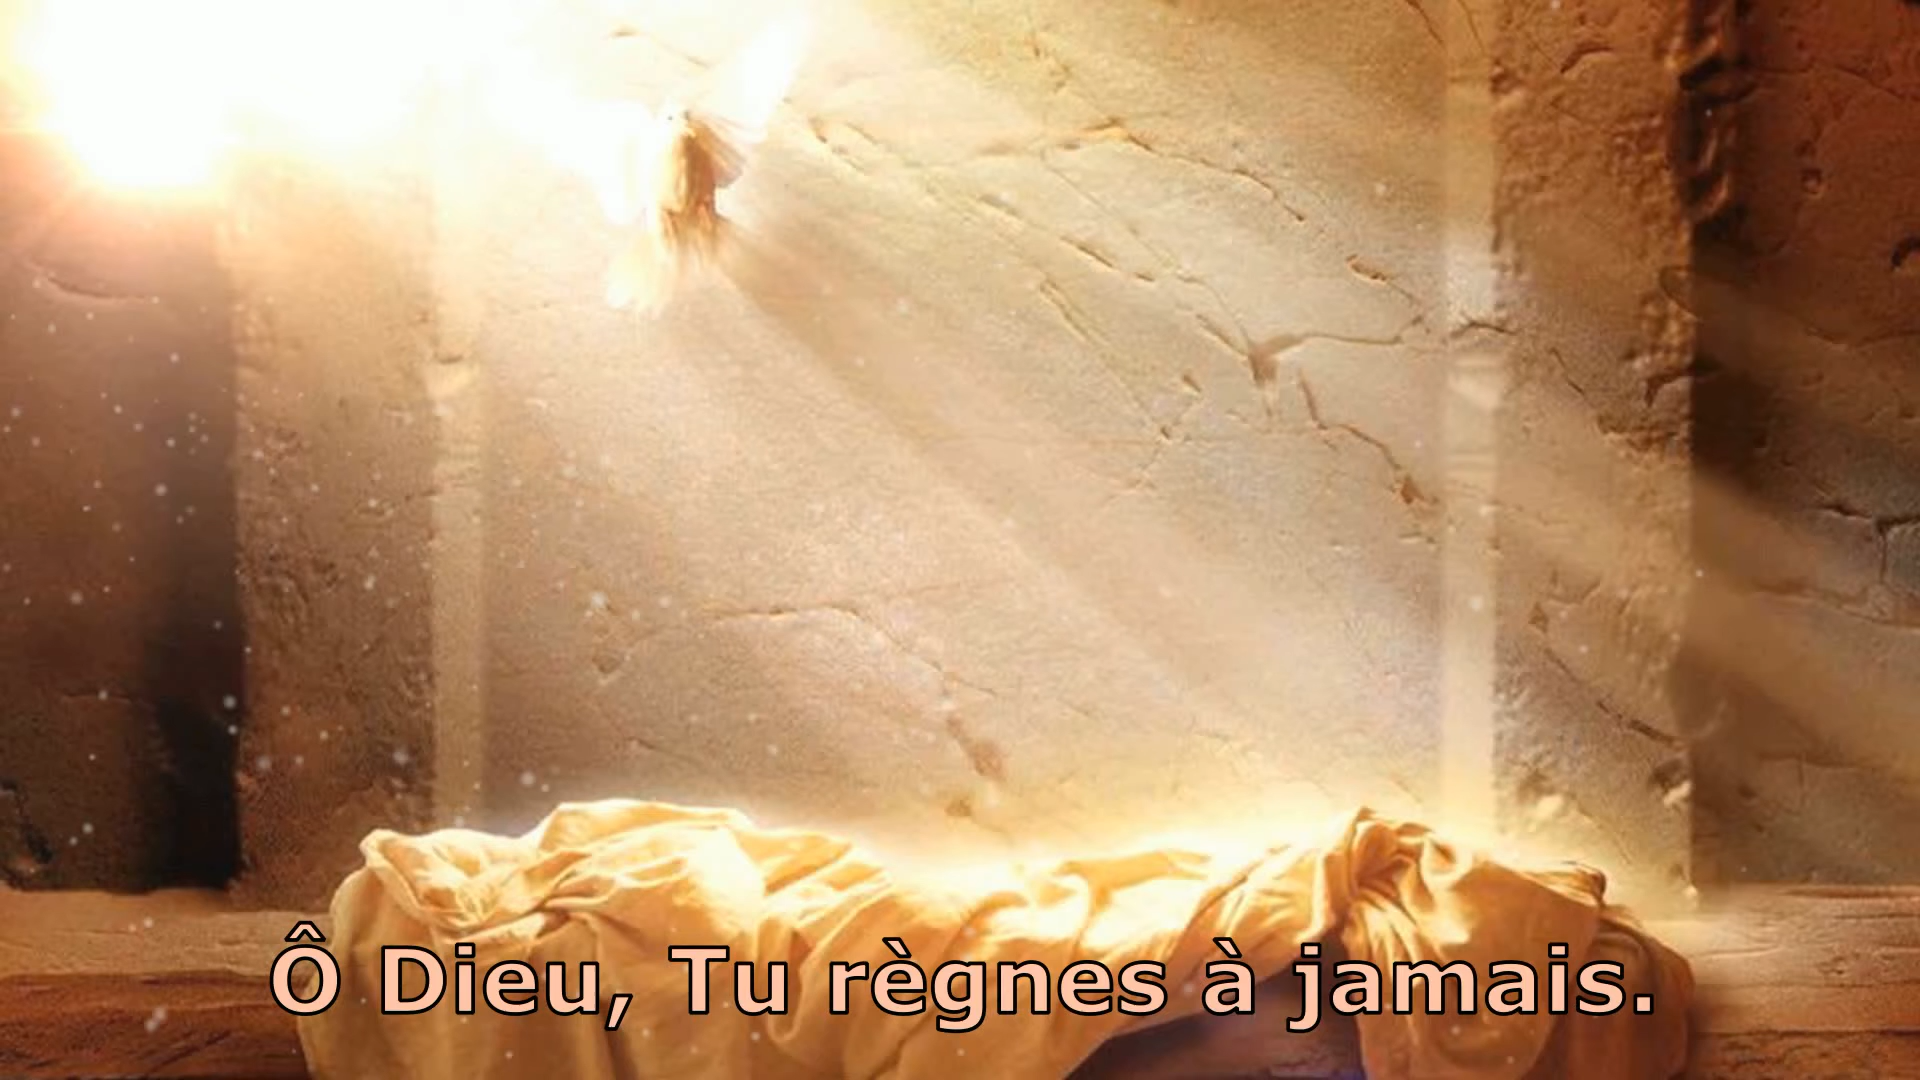 Ô Dieu, Tu règnes à jamais.